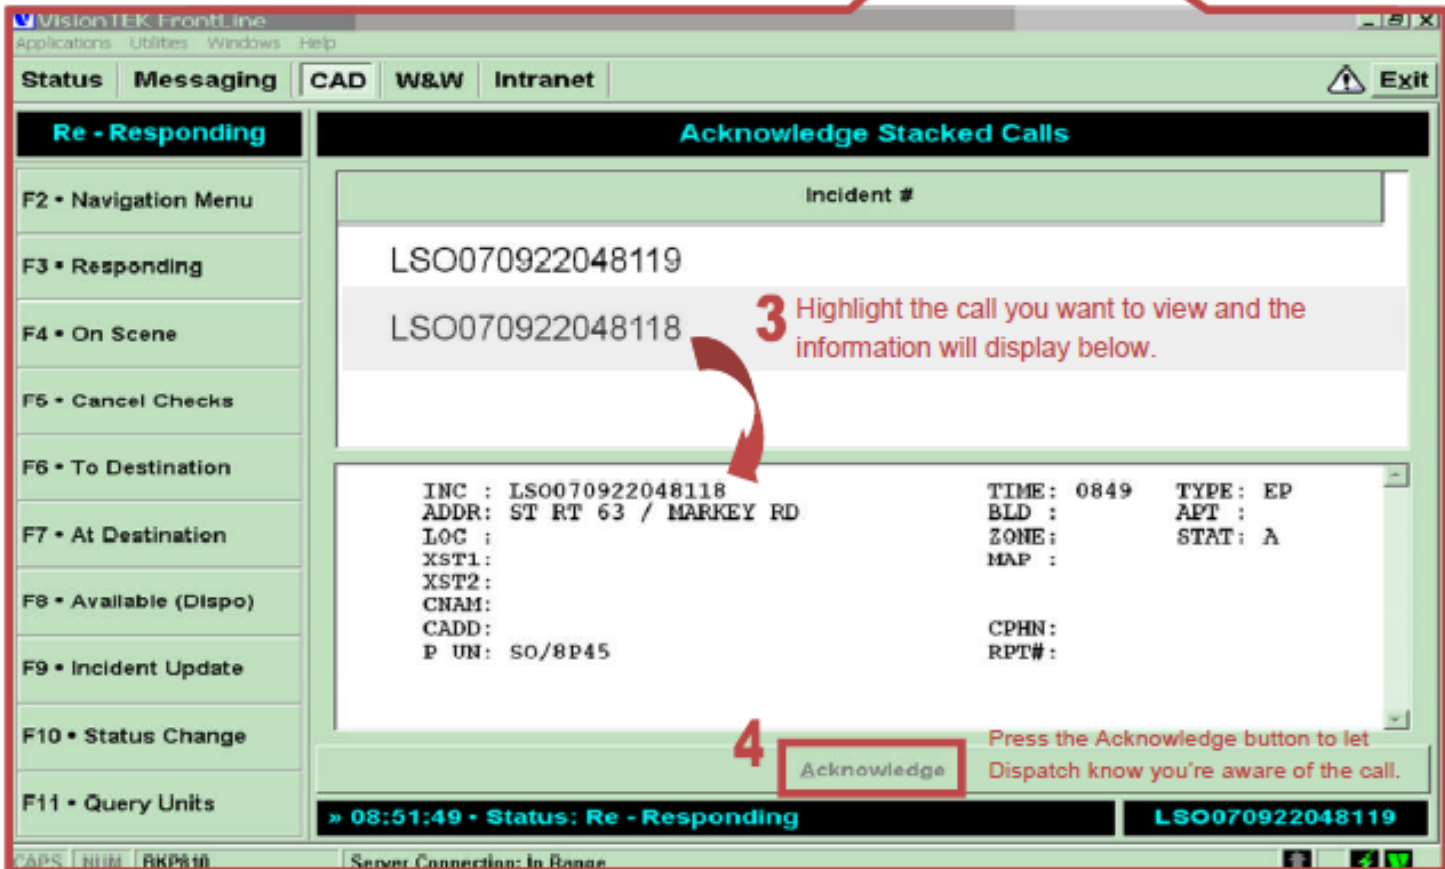 VisionTEK FrontLine
Applications Utilities Windows Help
Status Messaging CAD W&W Intranet Exit
Re - Responding
Acknowledge Stacked Calls
F2 • Navigation Menu
F3 • Responding
F4 • On Scene
F5 • Cancel Checks
F6 • To Destination
F7 • At Destination
F8 • Available (Dispo)
F9 • Incident Update
F10 • Status Change
F11 • Query Units
Incident #
LSO070922048119
LSO070922048118
3 Highlight the call you want to view and the
information will display below.
INC : LSO070922048118 TIME: 0849 TYPE: EP
ADDR: ST RT 63 / MARKEY RD BLD : APT :
LOC : ZONE: STAT: A
XST1: MAP :
XST2:
CNAM:
CADD: CPHN:
P UN: SO/8P45 RPT#:
4 Acknowledge
Press the Acknowledge button to let
Dispatch know you're aware of the call.
» 08:51:49 • Status: Re - Responding LSO070922048119
CAPS NUM Server Connection: In Range